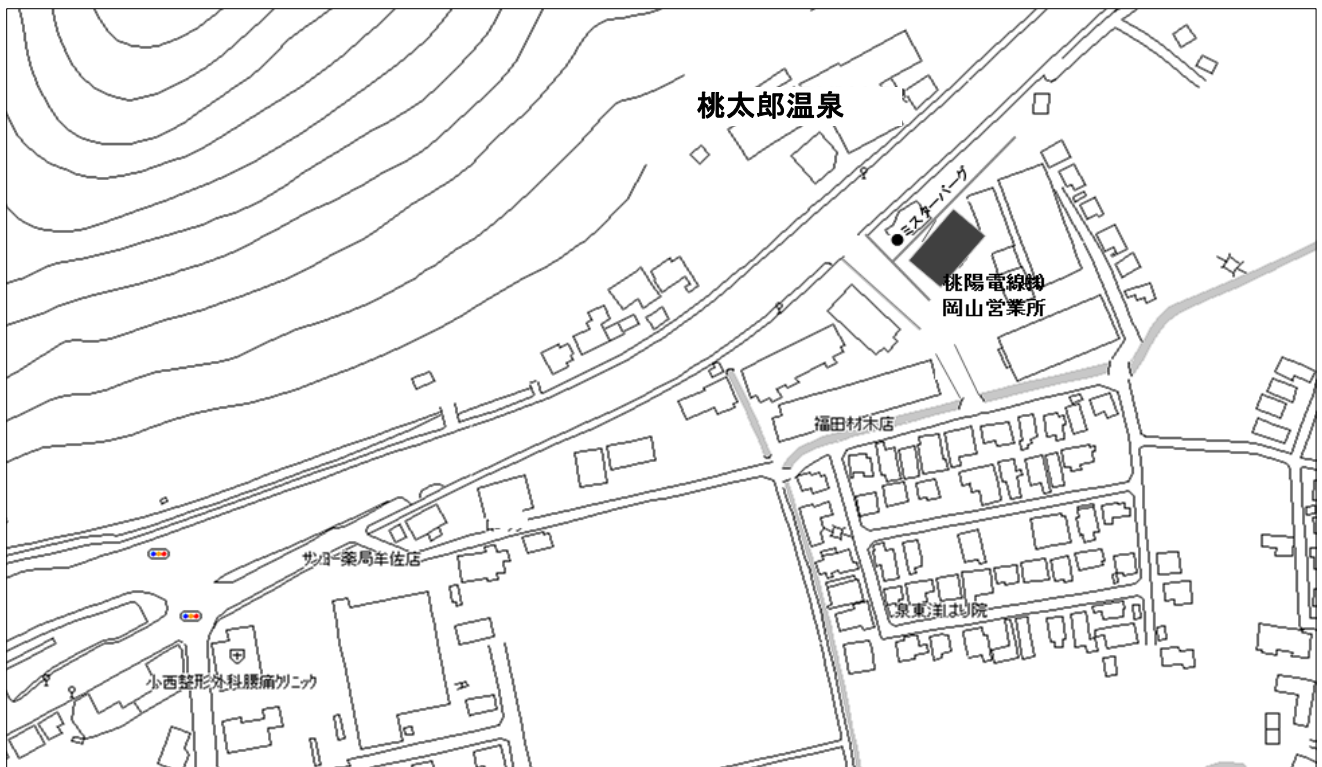 桃太郎温泉
ミスターバーグ
桃陽電線㈱
岡山営業所
福田材木店
サンヨー薬局牟佐店
泉東洋はり院
小西整形外科腰痛クリニック